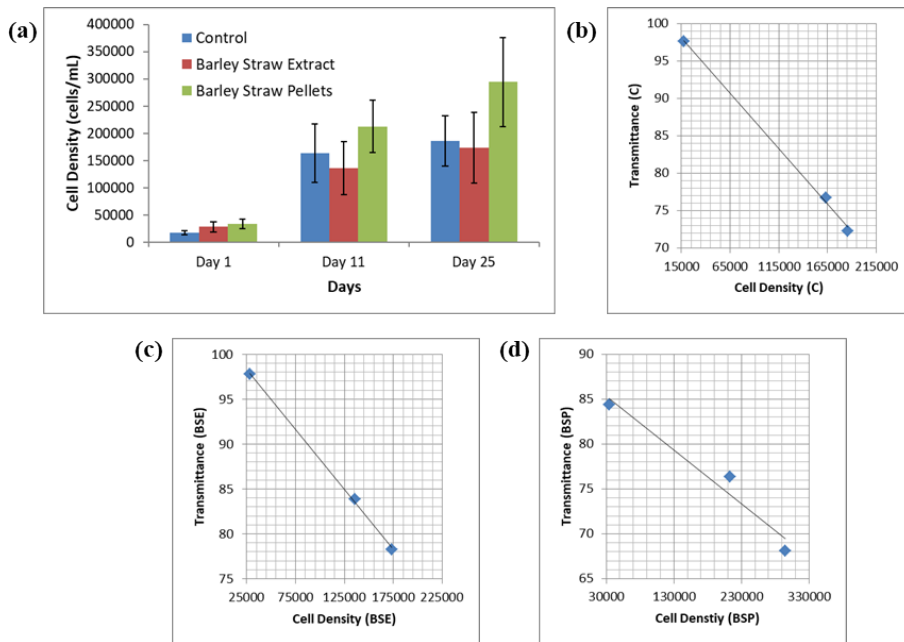 (a)
400000
350000
300000
250000
200000
150000
100000
50000
0
Cell Density (cells/mL)
Control
Barley Straw Extract
Barley Straw Pellets
Day 1 Day 11 Day 25
Days
(b)
100
95
90
85
80
75
70
Transmittance (C)
15000 65000 115000 165000 215000
Cell Density (C)
(c)
100
95
90
85
80
75
Transmittance (BSE)
25000 75000 125000 175000 225000
Cell Density (BSE)
(d)
90
85
80
75
70
65
Transmittance (BSP)
30000 130000 230000 330000
Cell Denstiy (BSP)